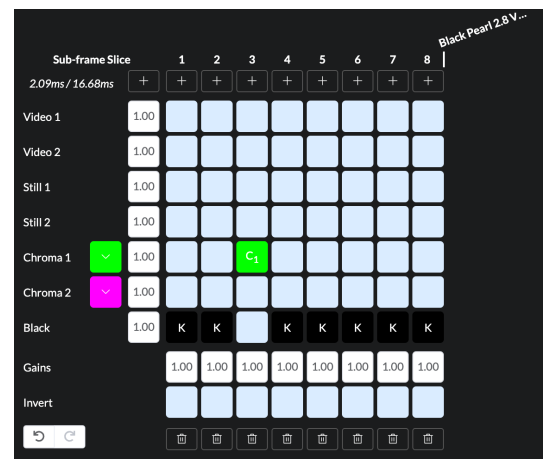 Black Pearl 2.8 V...
Sub-frame Slice 1 2 3 4 5 6 7 8
2.09ms / 16.68ms + + + + + + + + +
Video 1 1.00
Video 2 1.00
Still 1 1.00
Still 2 1.00
Chroma 1 1.00 C₁
Chroma 2 1.00
Black 1.00 K K K K K K K
Gains 1.00 1.00 1.00 1.00 1.00 1.00 1.00 1.00
Invert